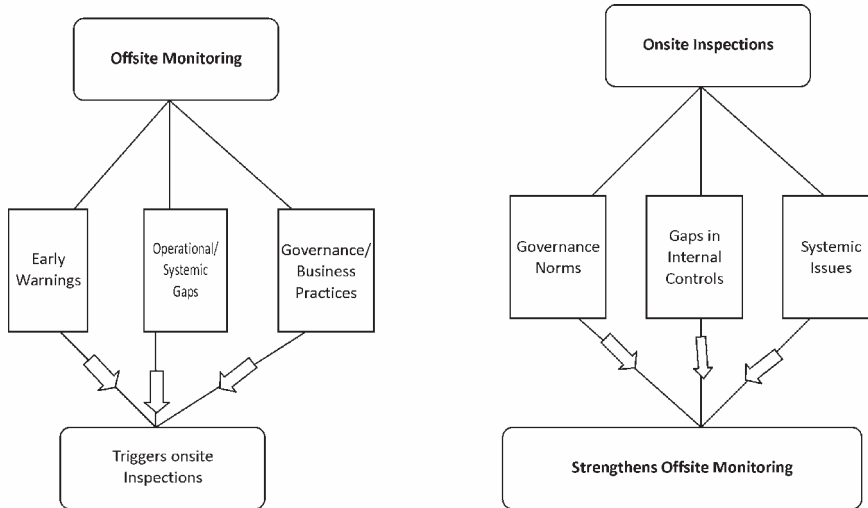 Offsite Monitoring
Early
Warnings
Operational/
Systemic
Gaps
Governance/
Business
Practices
Triggers onsite
Inspections
Onsite Inspections
Governance
Norms
Gaps in
Internal
Controls
Systemic
Issues
Strengthens Offsite Monitoring